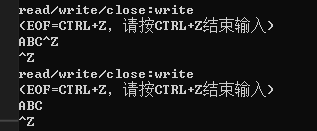 read/write/close:write
(EOF=CTRL+Z, 请按CTRL+Z结束输入)
ABC^Z
^Z
read/write/close:write
(EOF=CTRL+Z, 请按CTRL+Z结束输入)
ABC
^Z